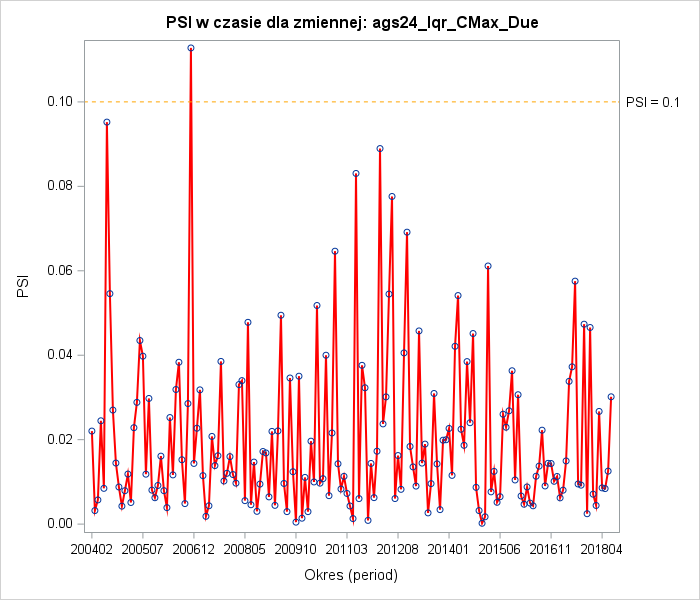 PSI w czasie dla zmiennej: ags24_Iqr_CMax_Due
0.10
PSI = 0.1
0.08
0.06
PSI
0.04
0.02
0.00
200402 200507 200612 200805 200910 201103 201208 201401 201506 201611 201804
Okres (period)